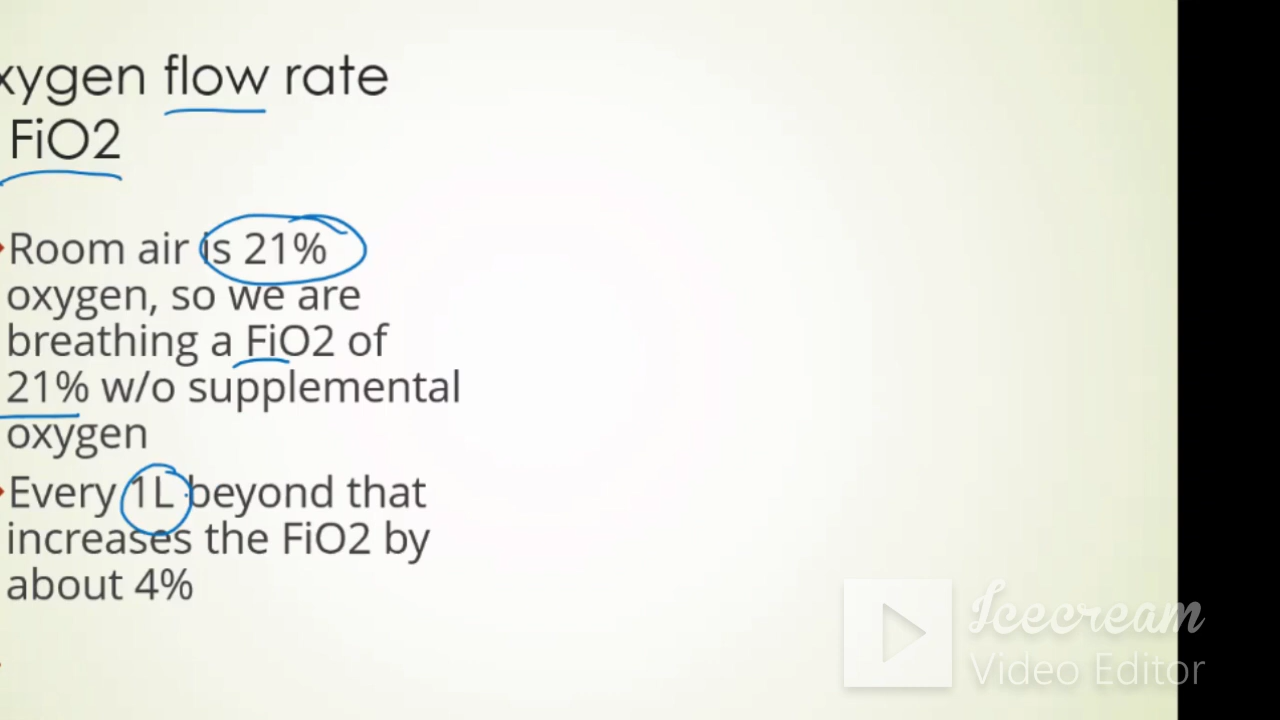 xygen flow rate
FiO2
Room air is 21%
oxygen, so we are
breathing a FiO2 of
21% w/o supplemental
oxygen
Every 1L beyond that
increases the FiO2 by
about 4%
Icecream
Video Editor